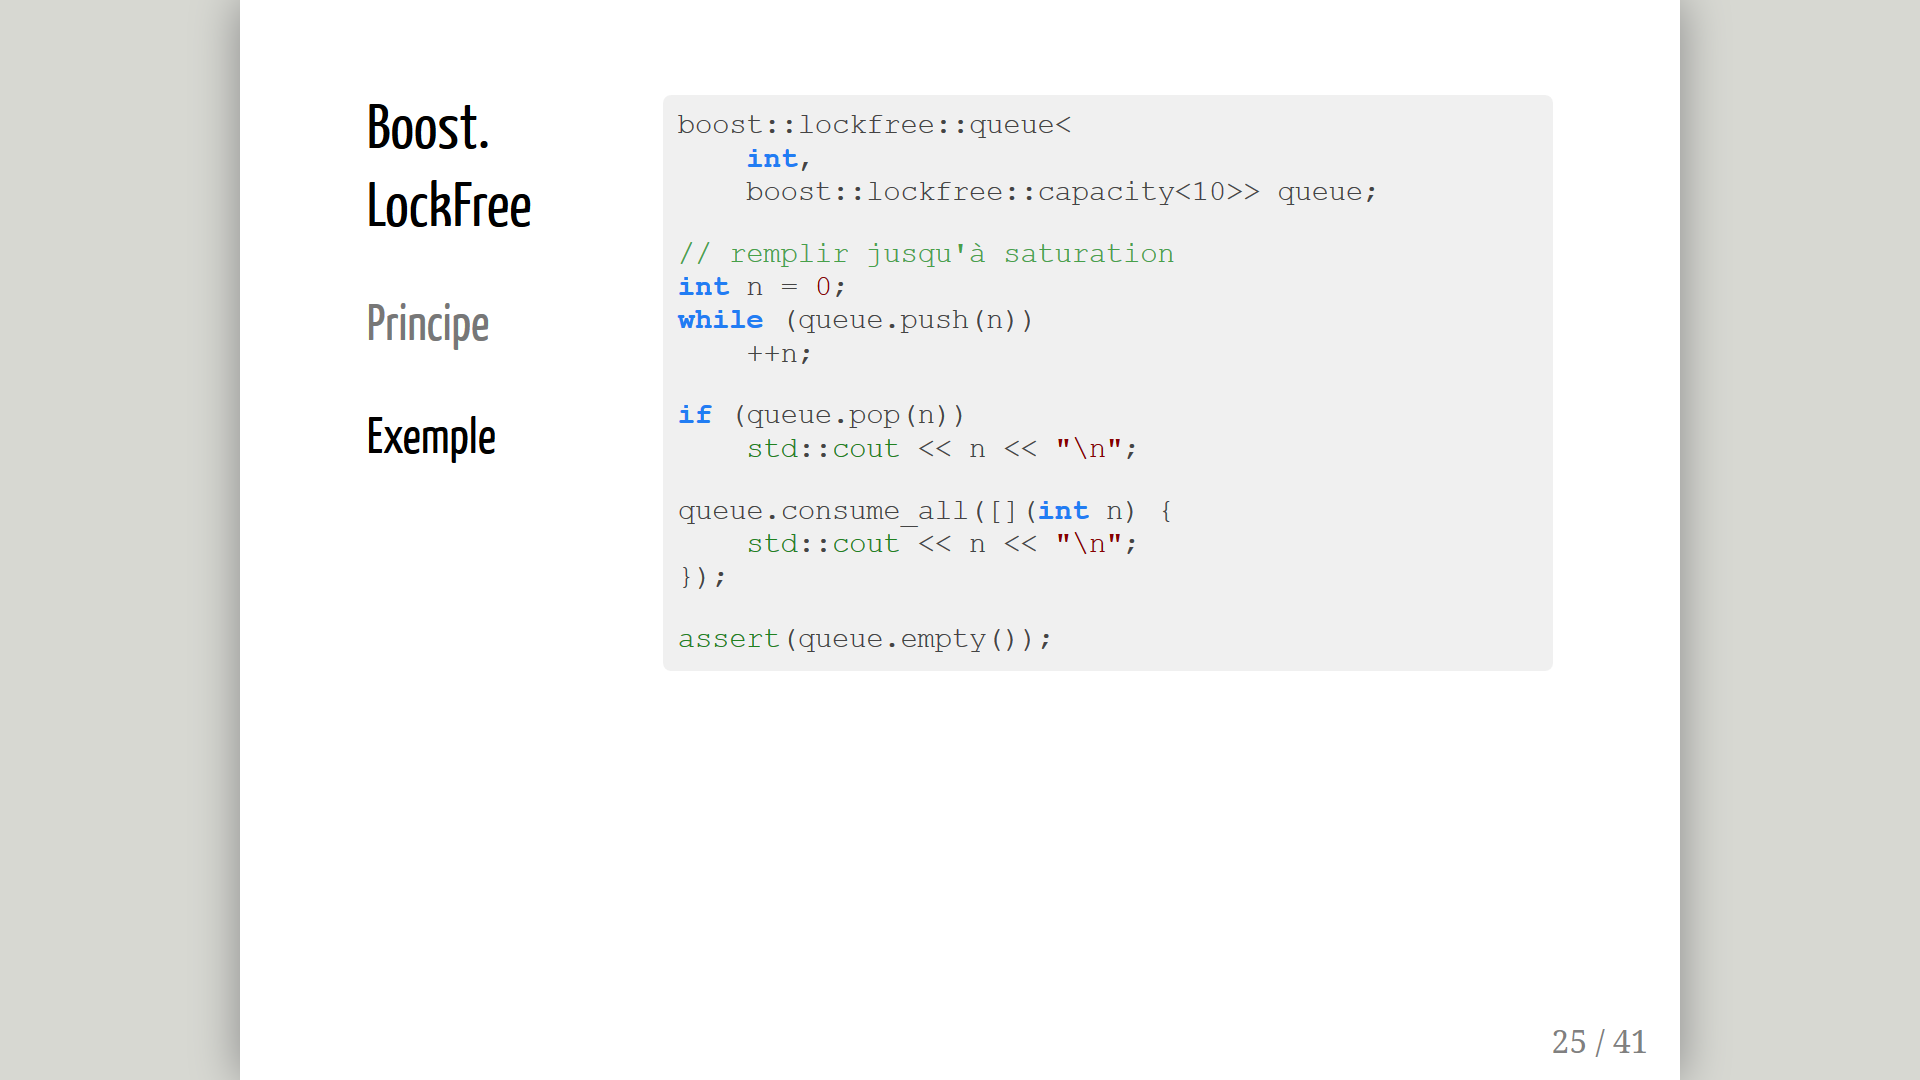 Boost.
LockFree
Principe
Exemple
boost::lockfree::queue<
    int,
    boost::lockfree::capacity<10>> queue;
// remplir jusqu'à saturation
int n = 0;
while (queue.push(n))
    ++n;
if (queue.pop(n))
    std::cout << n << "\n";
queue.consume_all([](int n) {
    std::cout << n << "\n";
});
assert(queue.empty());
25 / 41